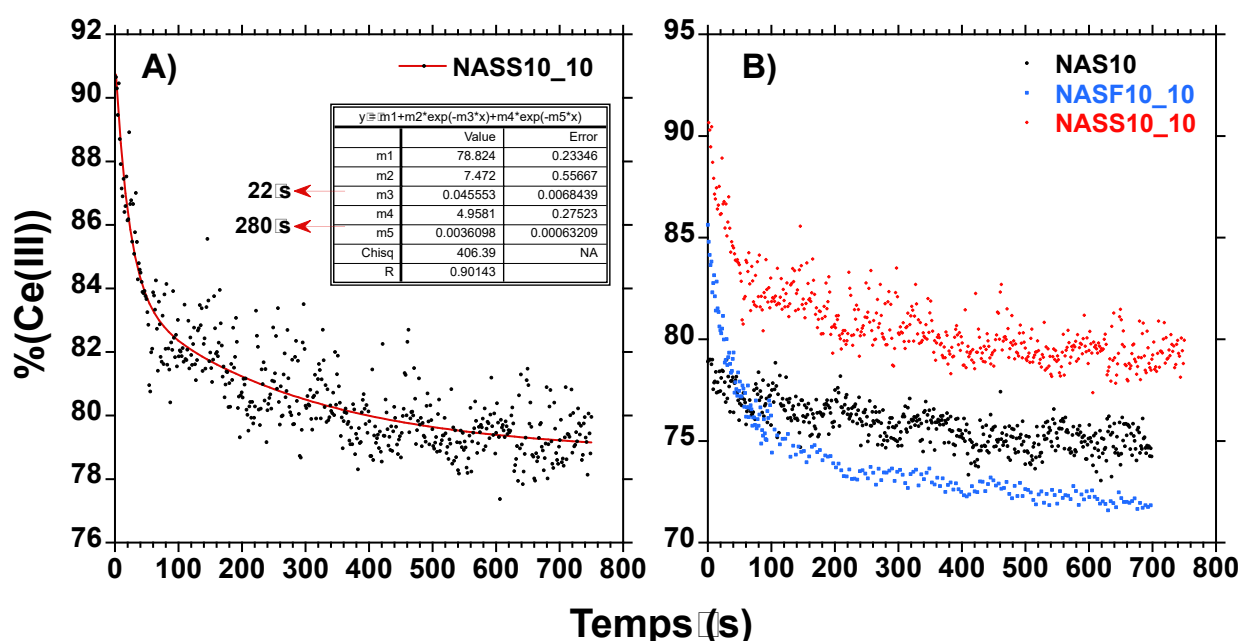 %(Ce(III))
92
90
88
86
84
82
80
78
76
A)
NASS10_10
y = m1+m2*exp(-m3*x)+m4*exp(-m5*x)
Value Error
m1 78.824 0.23346
m2 7.472 0.55667
m3 0.045553 0.0068439
m4 4.9581 0.27523
m5 0.0036098 0.00063209
Chisq 406.39 NA
R 0.90143
22 s
280 s
0 100 200 300 400 500 600 700 800
95
90
85
80
75
70
B)
NAS10
NASF10_10
NASS10_10
0 100 200 300 400 500 600 700 800
Temps (s)